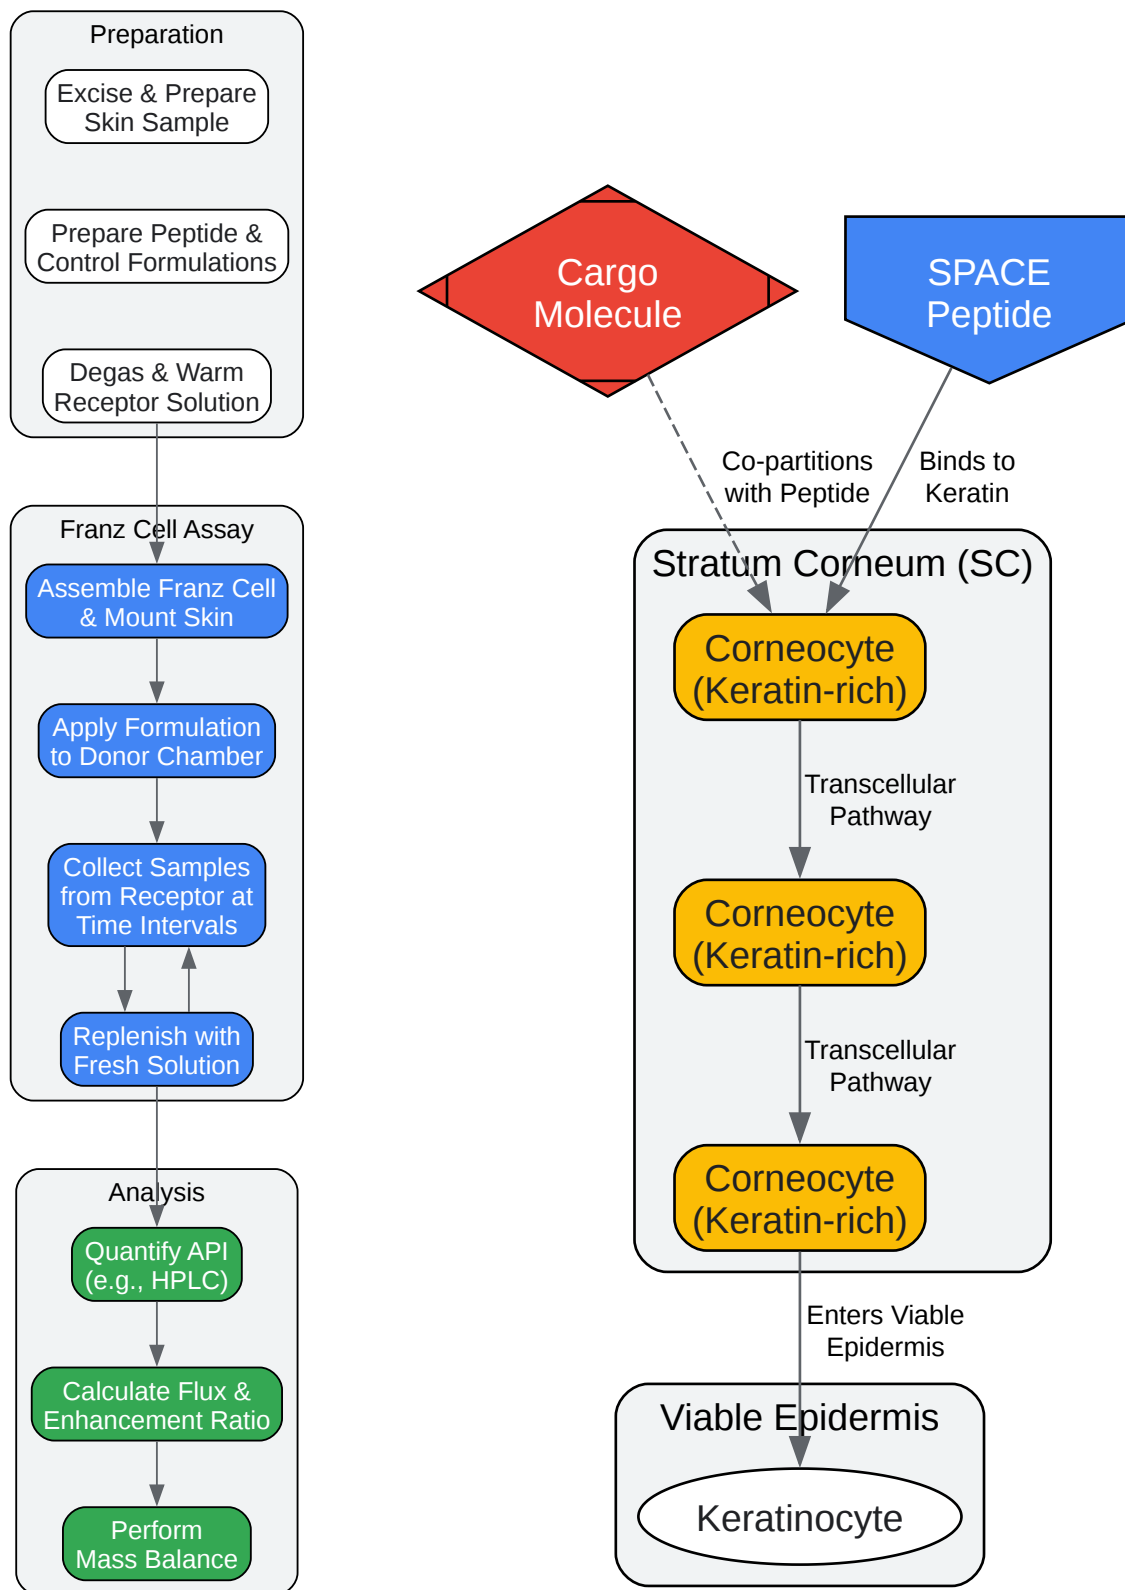 Preparation
Excise & Prepare
Skin Sample
Prepare Peptide &
Control Formulations
Degas & Warm
Receptor Solution
Franz Cell Assay
Assemble Franz Cell
& Mount Skin
Apply Formulation
to Donor Chamber
Collect Samples
from Receptor at
Time Intervals
Replenish with
Fresh Solution
Analysis
Quantify API
(e.g., HPLC)
Calculate Flux &
Enhancement Ratio
Perform
Mass Balance
Cargo
Molecule
SPACE
Peptide
Co-partitions
with Peptide
Binds to
Keratin
Stratum Corneum (SC)
Corneocyte
(Keratin-rich)
Transcellular
Pathway
Corneocyte
(Keratin-rich)
Transcellular
Pathway
Corneocyte
(Keratin-rich)
Enters Viable
Epidermis
Viable Epidermis
Keratinocyte